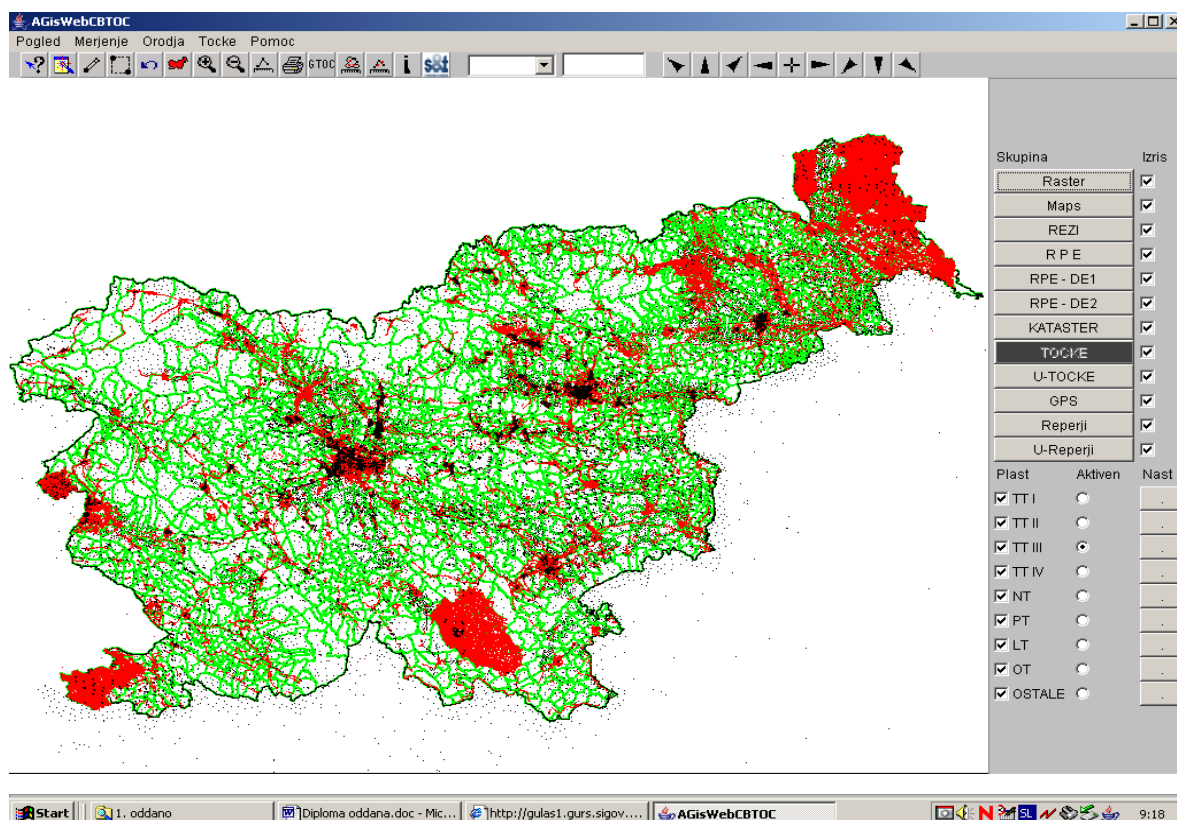 AGisWebCBTOC
Pogled Merjenje Orodja Tocke Pomoc
GTOC i s&t
Skupina Izris
Raster
Maps
REZI
R P E
RPE - DE1
RPE - DE2
KATASTER
TOCKE
U-TOCKE
GPS
Reperji
U-Reperji
Plast Aktiven Nast
TT I .
TT II .
TT III .
TT IV .
NT .
PT .
LT .
OT .
OSTALE .
Start 1. oddano Diploma oddana.doc - Mic... http://gulas1.gurs.sigov.... AGisWebCBTOC N SL 9:18